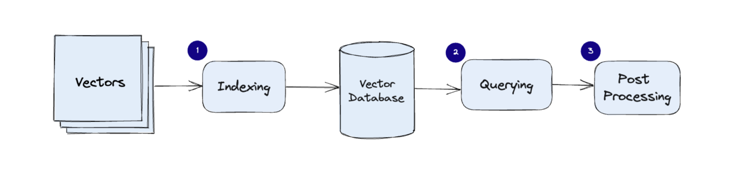 1
2
3
Vectors
Indexing
Vector
Database
Querying
Post
Processing